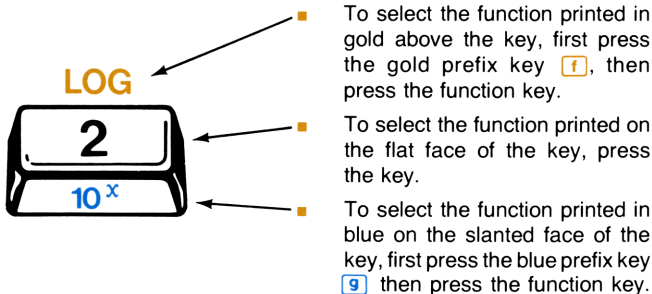 To select the function printed in
gold above the key, first press
the gold prefix key f, then
press the function key.
LOG
2
10ˣ
To select the function printed on
the flat face of the key, press
the key.
To select the function printed in
blue on the slanted face of the
key, first press the blue prefix key
g then press the function key.